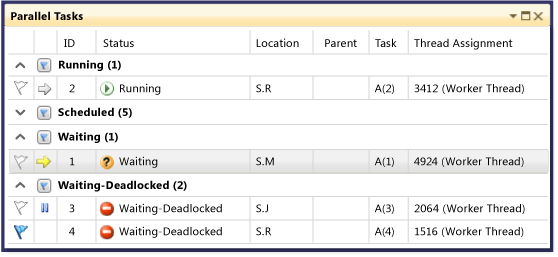 Parallel Tasks
ID Status Location Parent Task Thread Assignment
Running (1)
2 Running S.R A(2) 3412 (Worker Thread)
Scheduled (5)
Waiting (1)
? 1 Waiting S.M A(1) 4924 (Worker Thread)
Waiting-Deadlocked (2)
3 Waiting-Deadlocked S.J A(3) 2064 (Worker Thread)
4 Waiting-Deadlocked S.R A(4) 1516 (Worker Thread)